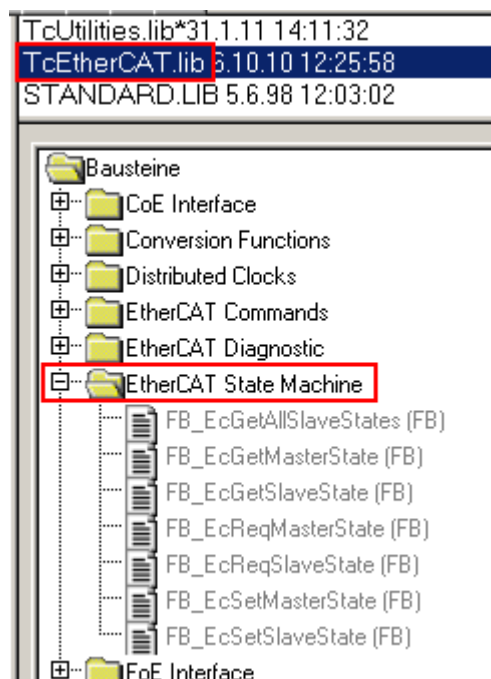 TcUtilities.lib*31.1.11 14:11:32
TcEtherCAT.lib 6.10.10 12:25:58
STANDARD.LIB 5.6.98 12:03:02
Bausteine
CoE Interface
Conversion Functions
Distributed Clocks
EtherCAT Commands
EtherCAT Diagnostic
EtherCAT State Machine
FB_EcGetAllSlaveStates (FB)
FB_EcGetMasterState (FB)
FB_EcGetSlaveState (FB)
FB_EcReqMasterState (FB)
FB_EcReqSlaveState (FB)
FB_EcSetMasterState (FB)
FB_EcSetSlaveState (FB)
FoE Interface